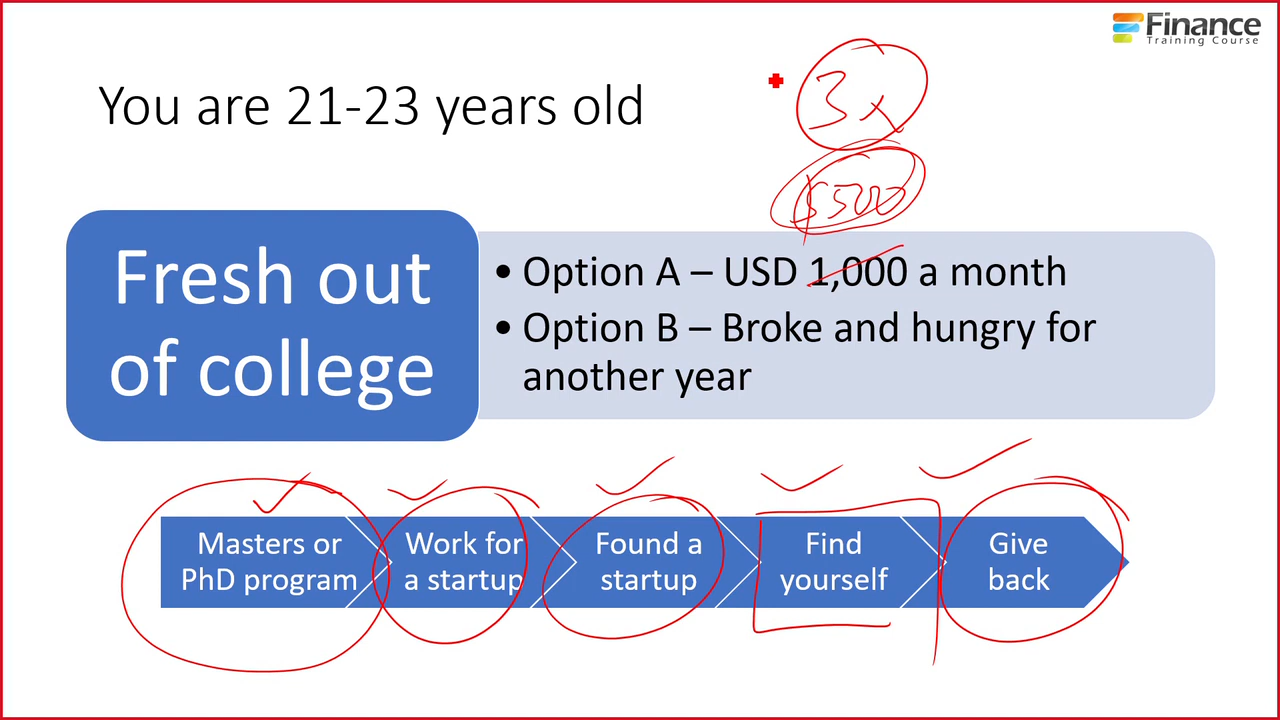 Finance
Training Course
You are 21-23 years old
3x
$500
Fresh out
of college
• Option A – USD 1,000 a month
• Option B – Broke and hungry for
another year
Masters or
PhD program
Work for
a startup
Found a
startup
Find
yourself
Give
back